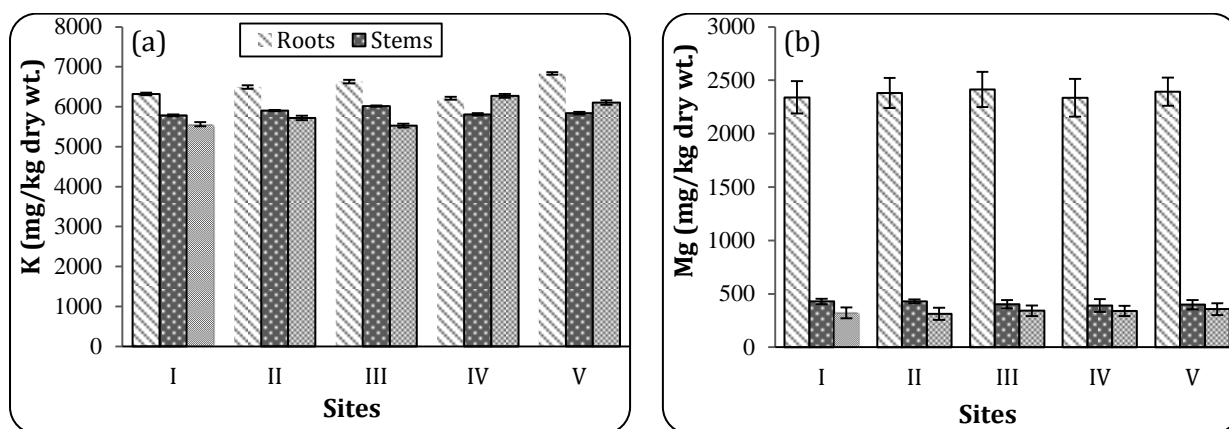 (a)
Roots Stems
K (mg/kg dry wt.)
8000
7000
6000
5000
4000
3000
2000
1000
0
I II III IV V
Sites
(b)
Mg (mg/kg dry wt.)
3000
2500
2000
1500
1000
500
0
I II III IV V
Sites